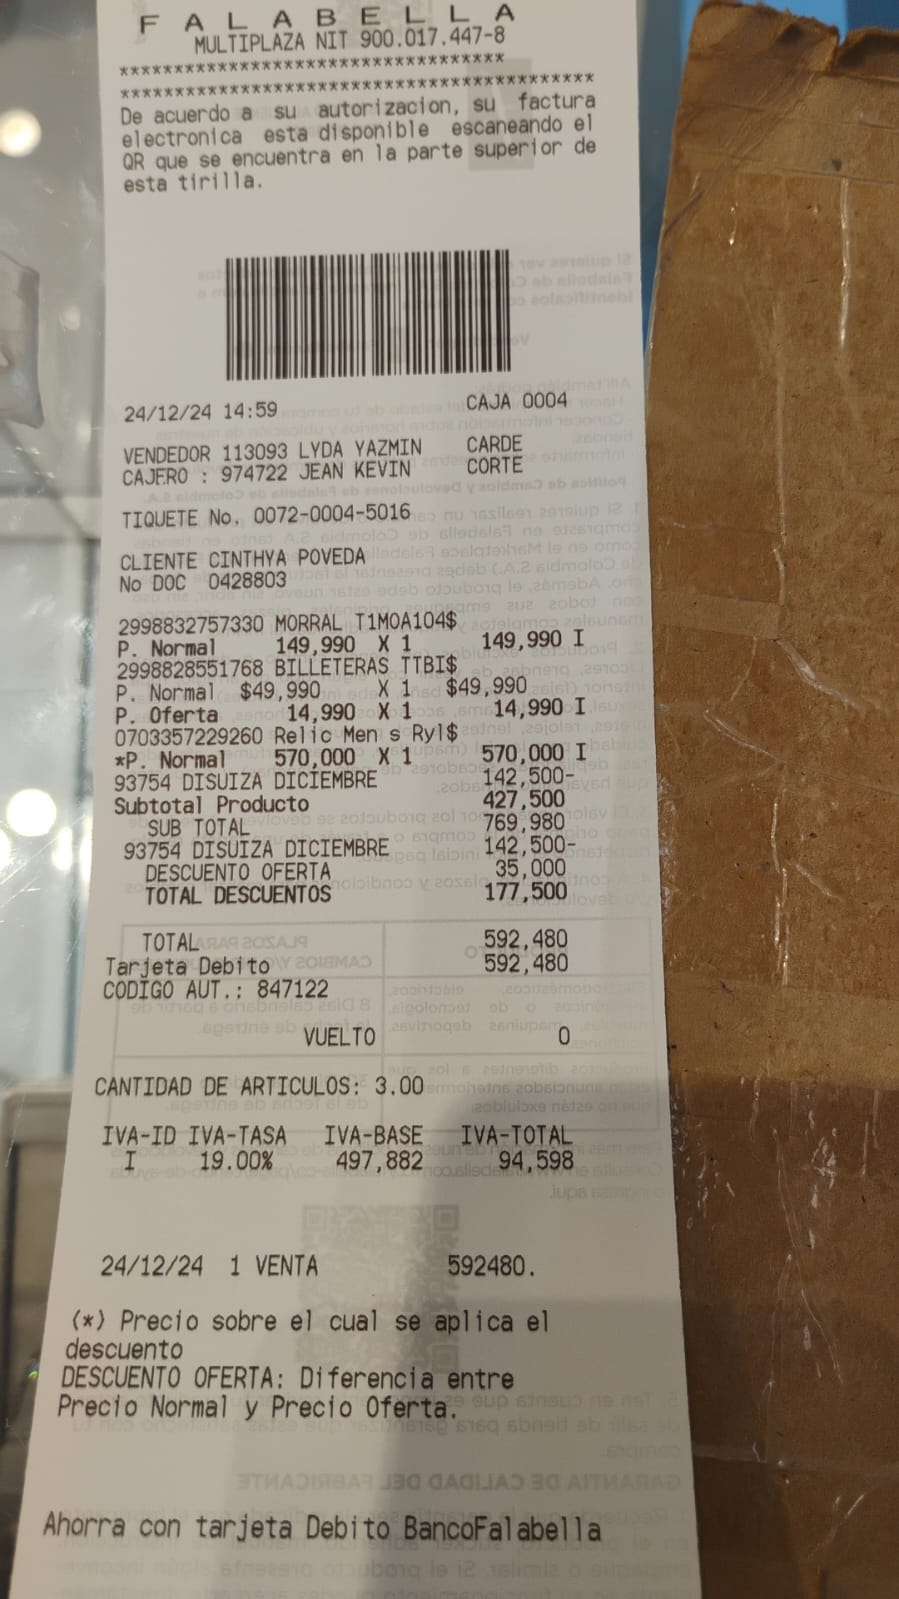 F A L A B E L L A
MULTIPLAZA NIT 900.017.447-8
***********************************
*******************************************
De acuerdo a su autorizacion, su factura
electronica esta disponible escaneando el
QR que se encuentra en la parte superior de
esta tirilla.
24/12/24 14:59 CAJA 0004
VENDEDOR 113093 LYDA YAZMIN CARDE
CAJERO : 974722 JEAN KEVIN CORTE
TIQUETE No. 0072-0004-5016
CLIENTE CINTHYA POVEDA
No DOC 0428803
2998832757330 MORRAL T1MOA104$
P. Normal 149,990 X 1 149,990 I
2998828551768 BILLETERAS TTBI$
P. Normal $49,990 X 1 $49,990
P. Oferta 14,990 X 1 14,990 I
0703357229260 Relic Men s Ryl$
*P. Normal 570,000 X 1 570,000 I
93754 DISUIZA DICIEMBRE 142,500-
Subtotal Producto 427,500
SUB TOTAL 769,980
93754 DISUIZA DICIEMBRE 142,500-
DESCUENTO OFERTA 35,000
TOTAL DESCUENTOS 177,500
TOTAL 592,480
Tarjeta Debito 592,480
CODIGO AUT.: 847122
VUELTO 0
CANTIDAD DE ARTICULOS: 3.00
IVA-ID IVA-TASA IVA-BASE IVA-TOTAL
I 19.00% 497,882 94,598
24/12/24 1 VENTA 592480.
(*) Precio sobre el cual se aplica el
descuento
DESCUENTO OFERTA: Diferencia entre
Precio Normal y Precio Oferta.
Ahorra con tarjeta Debito BancoFalabella